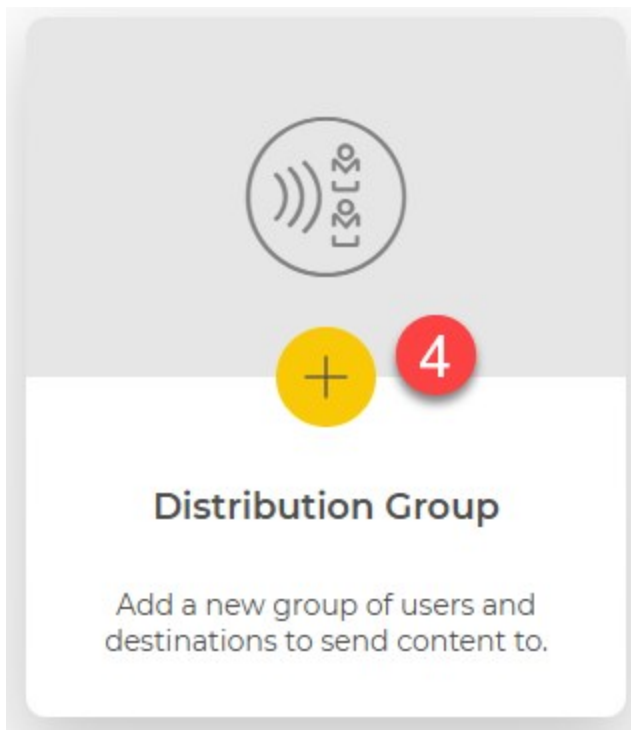 4
Distribution Group
Add a new group of users and
destinations to send content to.